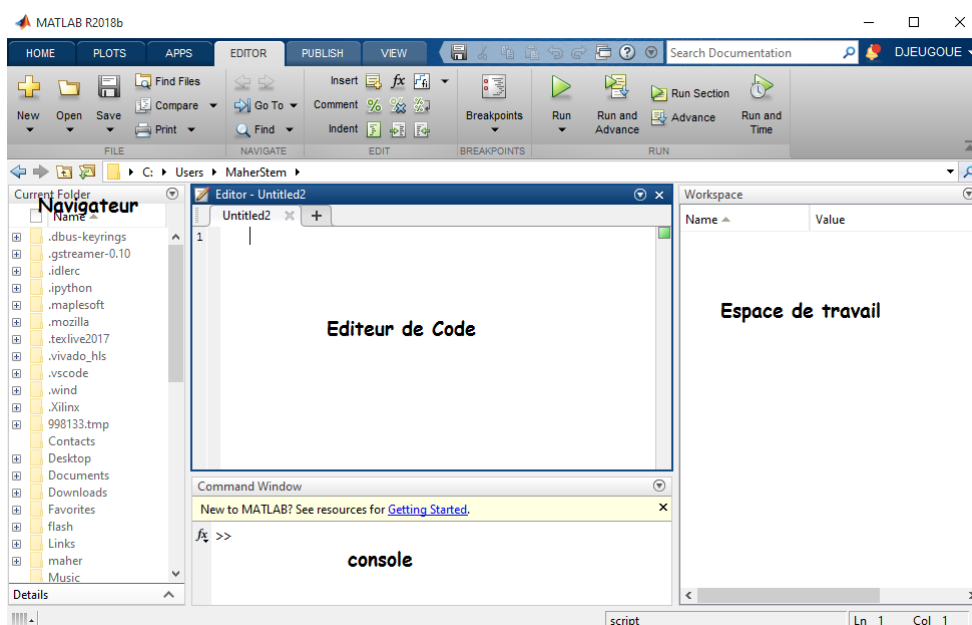 MATLAB R2018b
HOME PLOTS APPS EDITOR PUBLISH VIEW Search Documentation DJEUGOUE
New Open Save Find Files Compare Print
FILE
Go To Find
NAVIGATE
Insert fx
Comment
Indent
EDIT
Breakpoints
BREAKPOINTS
Run Run and Advance Run Section Advance Run and Time
RUN
C: Users MaherStem
Current Folder
Navigateur
Name
.dbus-keyrings
.gstreamer-0.10
.idlerc
.ipython
.maplesoft
.mozilla
.texlive2017
.vivado_hls
.vscode
.wind
.Xilinx
998133.tmp
Contacts
Desktop
Documents
Downloads
Favorites
flash
Links
maher
Music
Details
Editor - Untitled2
Untitled2
1
Editeur de Code
Command Window
New to MATLAB? See resources for Getting Started.
fx >>
console
Workspace
Name Value
Espace de travail
script Ln 1 Col 1